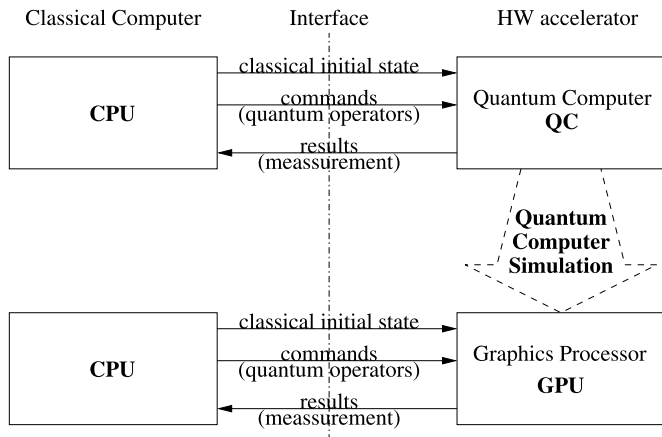 Classical Computer
Interface
HW accelerator
CPU
classical initial state
commands
(quantum operators)
results
(meassurement)
Quantum Computer
QC
Quantum
Computer
Simulation
CPU
classical initial state
commands
(quantum operators)
results
(meassurement)
Graphics Processor
GPU